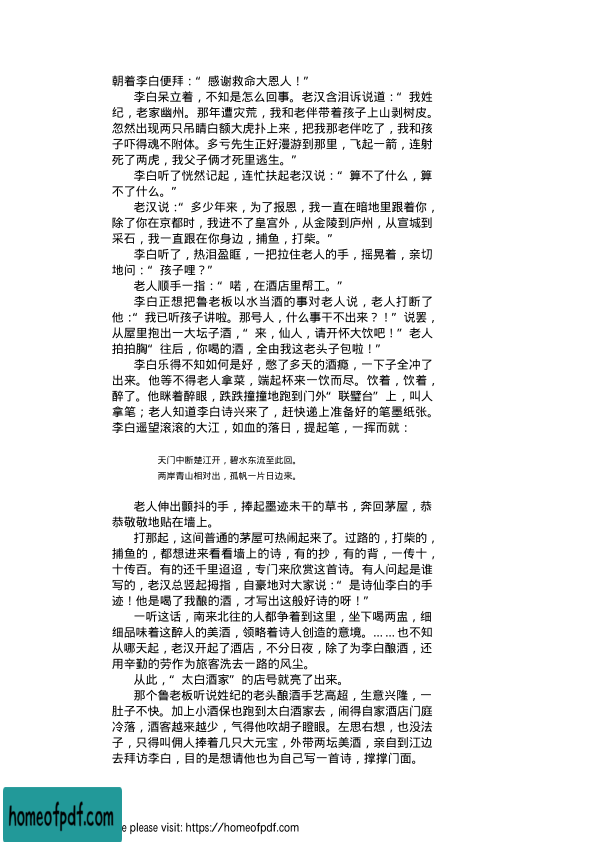 朝着李白便拜：“感谢救命大恩人！”
李白呆立着，不知是怎么回事。老汉含泪诉说道：“我姓
纪，老家幽州。那年遭灾荒，我和老伴带着孩子上山剥树皮。
忽然出现两只吊睛白额大虎扑上来，把我那老伴吃了，我和孩
子吓得魂不附体。多亏先生正好漫游到那里，飞起一箭，连射
死了两虎，我父子俩才死里逃生。”
李白听了恍然记起，连忙扶起老汉说：“算不了什么，算
不了什么。”
老汉说：“多少年来，为了报恩，我一直在暗地里跟着你，
除了你在京都时，我进不了皇宫外，从金陵到庐州，从宣城到
采石，我一直跟在你身边，捕鱼，打柴。”
李白听了，热泪盈眶，一把拉住老人的手，摇晃着，亲切
地问：“孩子哩？”
老人顺手一指：“喏，在酒店里帮工。”
李白正想把鲁老板以水当酒的事对老人说，老人打断了
他：“我已听孩子讲啦。那号人，什么事干不出来？！”说罢，
从屋里抱出一大坛子酒，“来，仙人，请开怀大饮吧！”老人
拍拍胸“往后，你喝的酒，全由我这老头子包啦！”
李白乐得不知如何是好，憋了多天的酒瘾，一下子全冲了
出来。他等不得老人拿菜，端起杯来一饮而尽。饮着，饮着，
醉了。他眯着醉眼，跌跌撞撞地跑到门外“联璧台”上，叫人
拿笔；老人知道李白诗兴来了，赶快递上准备好的笔墨纸张。
李白遥望滚滚的大江，如血的落日，提起笔，一挥而就：
天门中断楚江开，碧水东流至此回。
两岸青山相对出，孤帆一片日边来。
老人伸出颤抖的手，捧起墨迹未干的草书，奔回茅屋，恭
恭敬敬地贴在墙上。
打那起，这间普通的茅屋可热闹起来了。过路的，打柴的，
捕鱼的，都想进来看看墙上的诗，有的抄，有的背，一传十，
十传百。有的还千里迢迢，专门来欣赏这首诗。有人问起是谁
写的，老汉总竖起拇指，自豪地对大家说：“是诗仙李白的手
迹！他是喝了我酿的酒，才写出这般好诗的呀！”
一听这话，南来北往的人都争着到这里，坐下喝两盅，细
细品味着这醉人的美酒，领略着诗人创造的意境。……也不知
从哪天起，老汉开起了酒店，不分日夜，除了为李白酿酒，还
用辛勤的劳作为旅客洗去一路的风尘。
从此，“太白酒家”的店号就亮了出来。
那个鲁老板听说姓纪的老头酿酒手艺高超，生意兴隆，一
肚子不快。加上小酒保也跑到太白酒家去，闹得自家酒店门庭
冷落，酒客越来越少，气得他吹胡子瞪眼。左思右想，也没法
子，只得叫佣人捧着几只大元宝，外带两坛美酒，亲自到江边
去拜访李白，目的是想请他也为自己写一首诗，撑撑门面。
homeofpdf.com
e please visit: https://homeofpdf.com